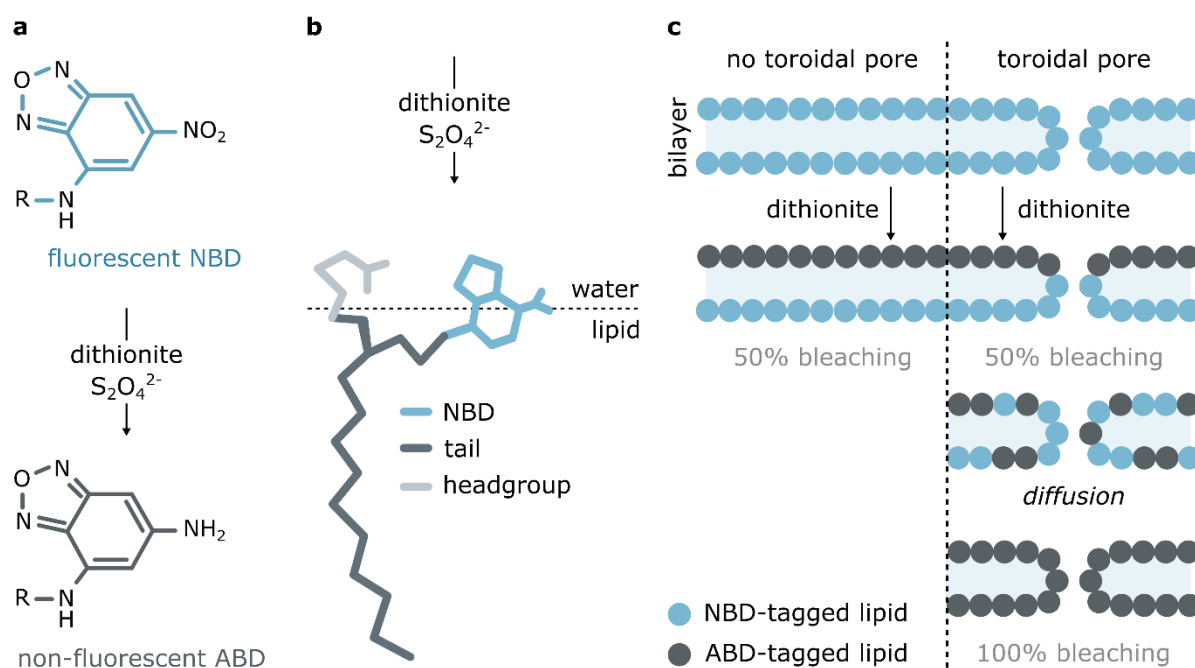 a
N
O
N
NO₂
R
N
H
fluorescent NBD
dithionite
S₂O₄²⁻
N
O
N
NH₂
R
N
H
non-fluorescent ABD
b
dithionite
S₂O₄²⁻
water
lipid
NBD
tail
headgroup
c
no toroidal pore
toroidal pore
bilayer
dithionite
dithionite
50% bleaching
50% bleaching
diffusion
NBD-tagged lipid
ABD-tagged lipid
100% bleaching